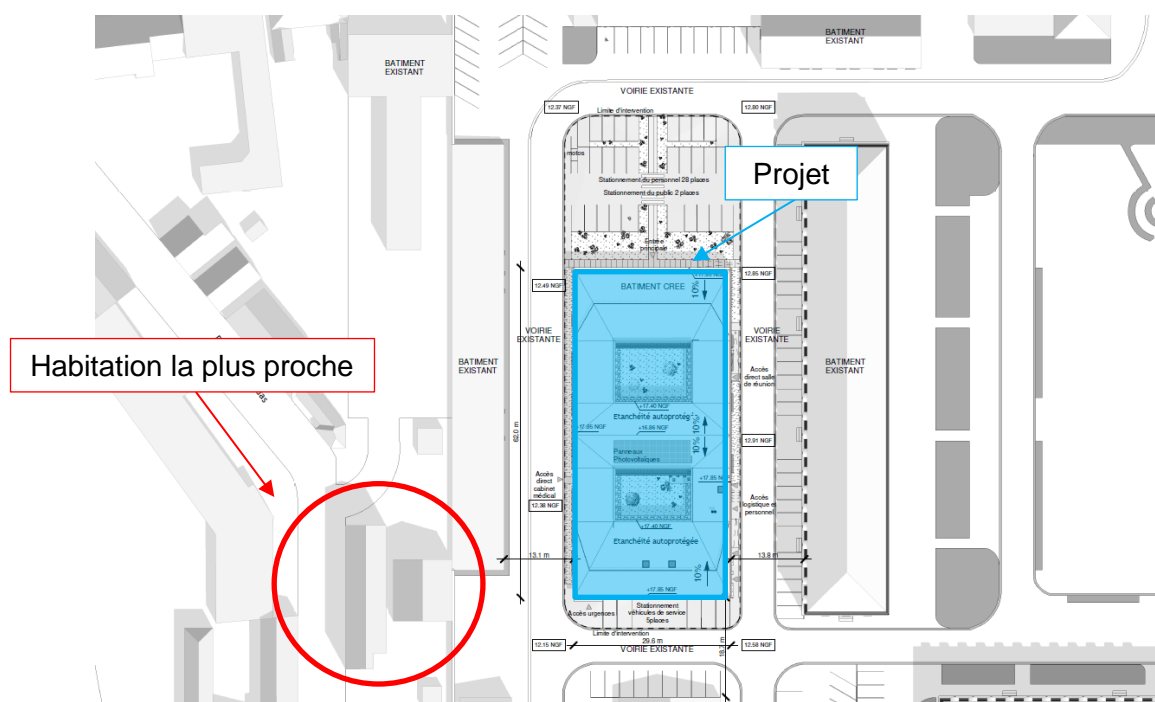 BATIMENT
EXISTANT
BATIMENT
EXISTANT
VOIRIE EXISTANTE
12.37 NGF
Limite d'intervention
12.80 NGF
motos
Stationnement du personnel 28 places
Stationnement du public 2 places
Projet
Entrée
principale
12.49 NGF
BATIMENT CREE
10%
12.85 NGF
VOIRIE
EXISTANTE
VOIRIE
EXISTANTE
Habitation la plus proche
BATIMENT
EXISTANT
BATIMENT
EXISTANT
Accès
direct salle
de réunion
+17.40 NGF
Etanchéité autoprotég
+17.85 NGF
+16.86 NGF
10%
10%
62.0 m
12.91 NGF
Panneaux
Photovoltaïques
Accès
direct
cabinet
médical
+17.85 N
12.38 NGF
Accès
logistique et
personnel
+17.40 NGF
Etanchéité autoprotégée
13.1 m
13.8 m
10%
+17.85 NGF
Accès urgences
Stationnement
véhicules de service
5places
Limite d'intervention
12.15 NGF
29.6 m
VOIRIE EXISTANTE
12.58 NGF